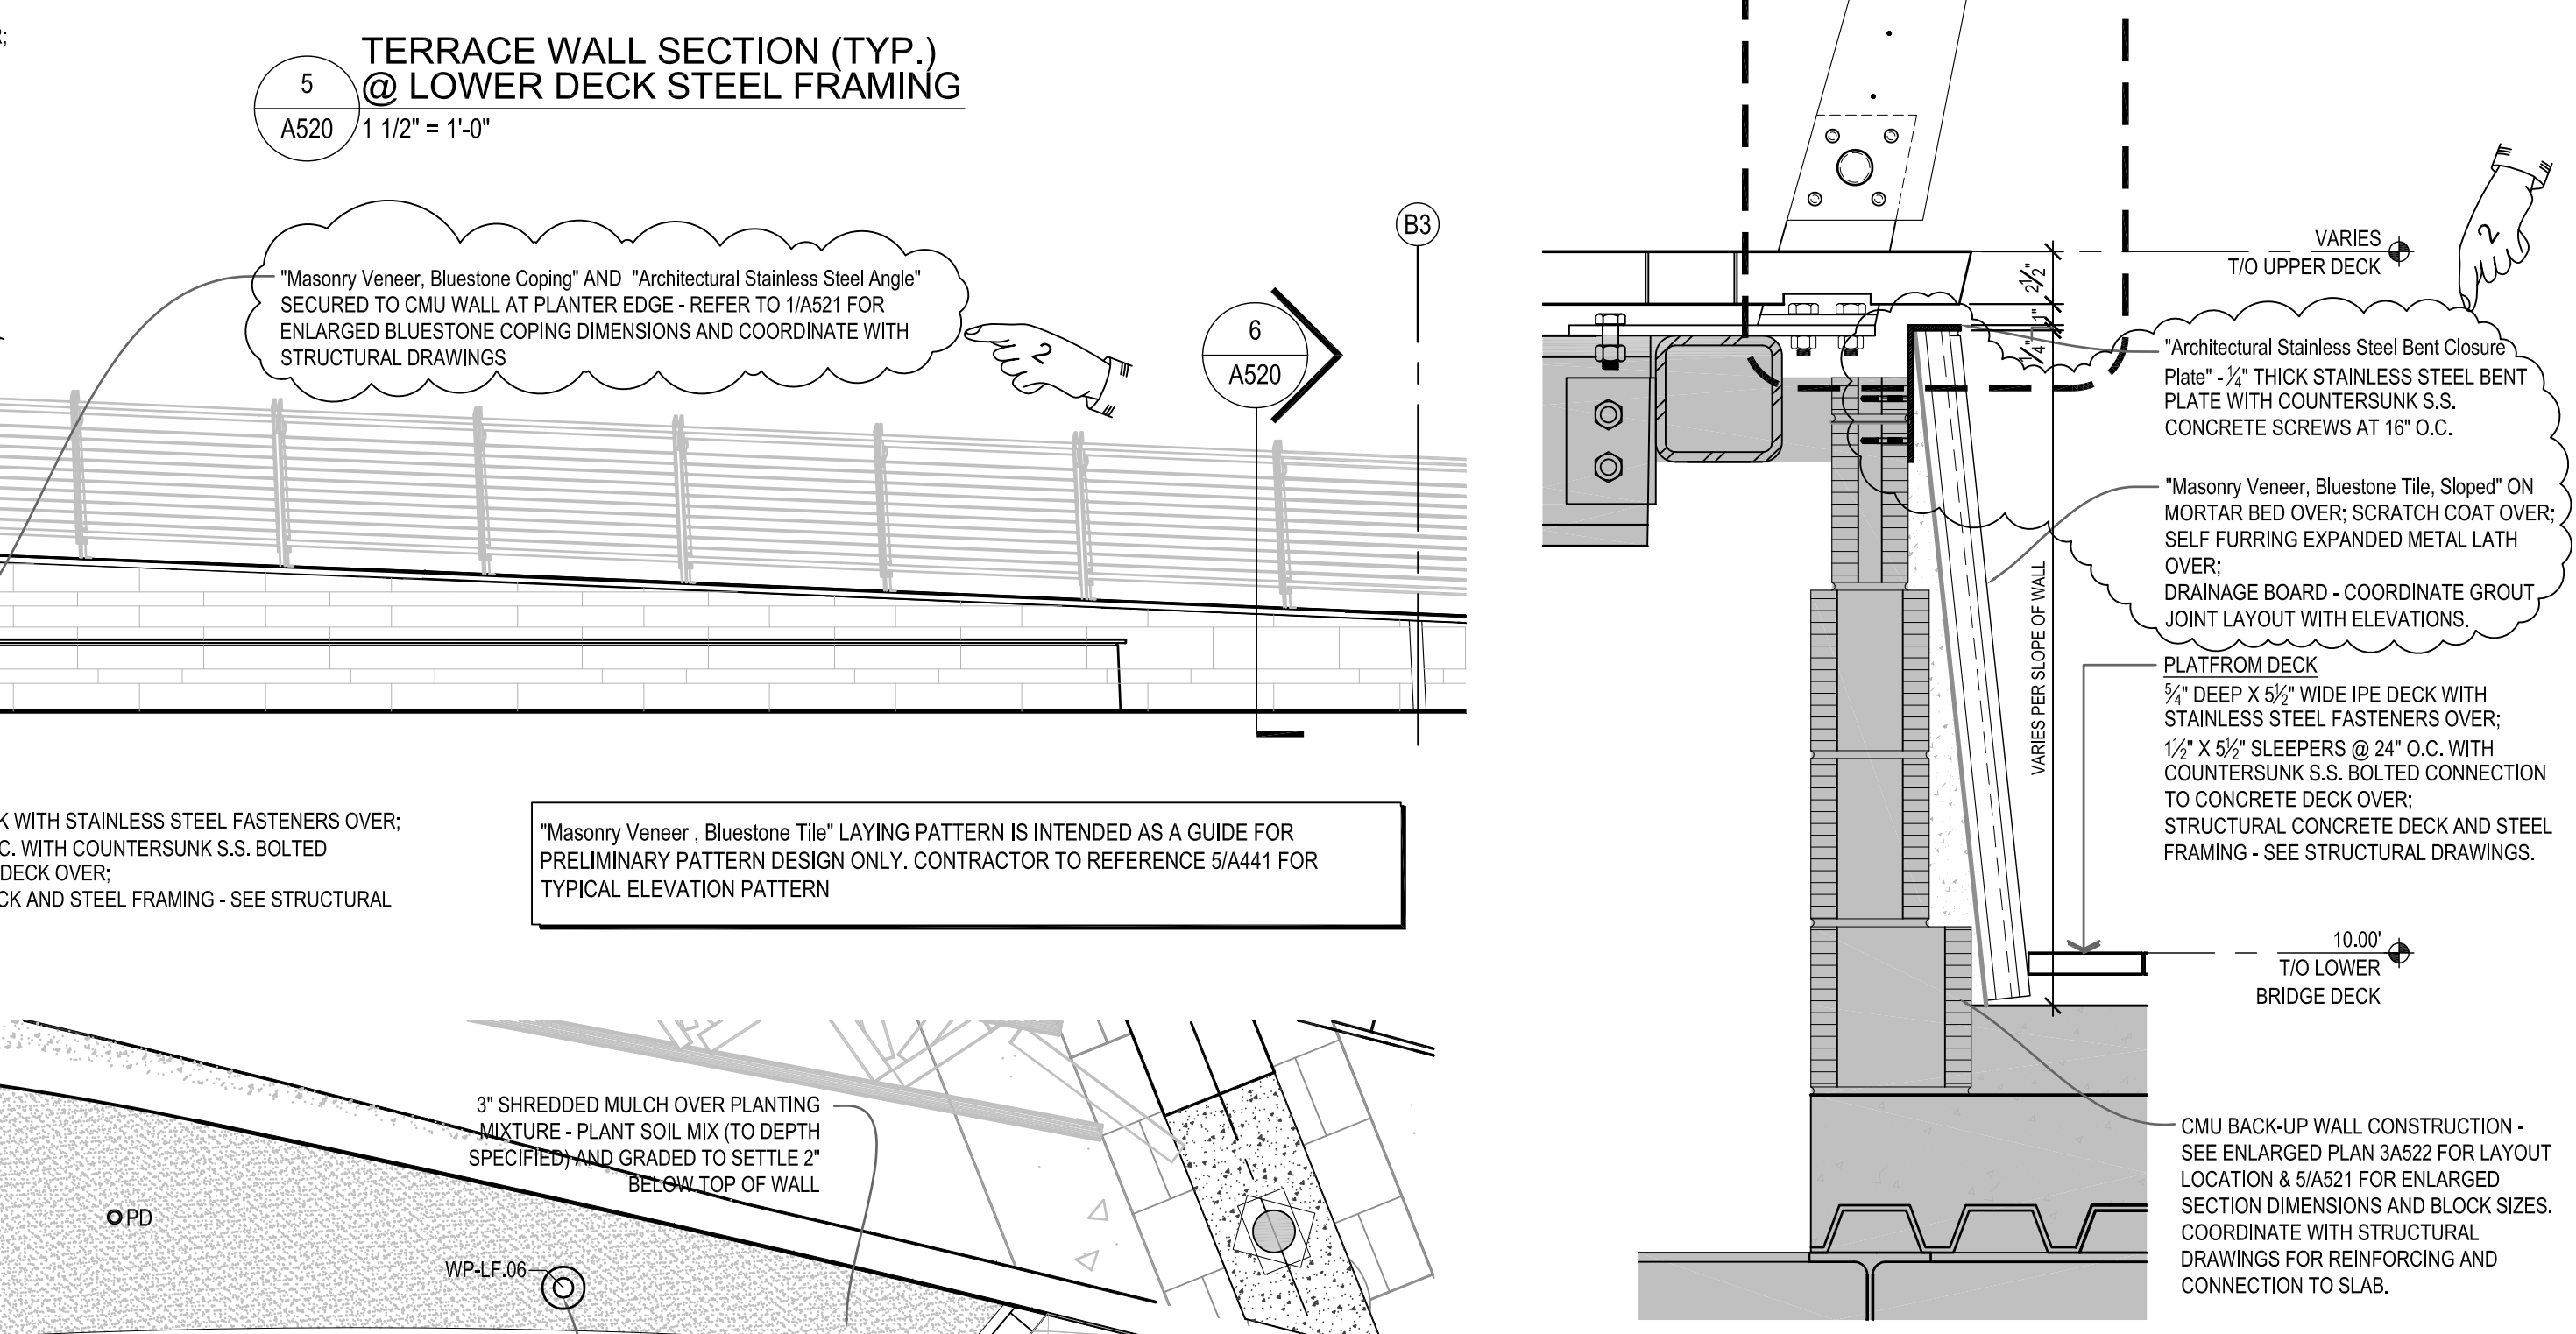 R;
TERRACE WALL SECTION (TYP.)
@ LOWER DECK STEEL FRAMING
5
A520
1 1/2" = 1'-0"
"Masonry Veneer, Bluestone Coping" AND "Architectural Stainless Steel Angle"
SECURED TO CMU WALL AT PLANTER EDGE - REFER TO 1/A521 FOR
ENLARGED BLUESTONE COPING DIMENSIONS AND COORDINATE WITH
STRUCTURAL DRAWINGS
2
B3
6
A520
K WITH STAINLESS STEEL FASTENERS OVER;
C. WITH COUNTERSUNK S.S. BOLTED
DECK OVER;
CK AND STEEL FRAMING - SEE STRUCTURAL
"Masonry Veneer , Bluestone Tile" LAYING PATTERN IS INTENDED AS A GUIDE FOR
PRELIMINARY PATTERN DESIGN ONLY. CONTRACTOR TO REFERENCE 5/A441 FOR
TYPICAL ELEVATION PATTERN
3" SHREDDED MULCH OVER PLANTING
MIXTURE - PLANT SOIL MIX (TO DEPTH
SPECIFIED) AND GRADED TO SETTLE 2"
BELOW TOP OF WALL
PD
WP-LF.06
2
VARIES
T/O UPPER DECK
2½"
1"
¼"
"Architectural Stainless Steel Bent Closure
Plate" - ¼" THICK STAINLESS STEEL BENT
PLATE WITH COUNTERSUNK S.S.
CONCRETE SCREWS AT 16" O.C.
"Masonry Veneer, Bluestone Tile, Sloped" ON
MORTAR BED OVER; SCRATCH COAT OVER;
SELF FURRING EXPANDED METAL LATH
OVER;
DRAINAGE BOARD - COORDINATE GROUT
JOINT LAYOUT WITH ELEVATIONS.
VARIES PER SLOPE OF WALL
PLATFROM DECK
5/4" DEEP X 5½" WIDE IPE DECK WITH
STAINLESS STEEL FASTENERS OVER;
1½" X 5½" SLEEPERS @ 24" O.C. WITH
COUNTERSUNK S.S. BOLTED CONNECTION
TO CONCRETE DECK OVER;
STRUCTURAL CONCRETE DECK AND STEEL
FRAMING - SEE STRUCTURAL DRAWINGS.
10.00'
T/O LOWER
BRIDGE DECK
CMU BACK-UP WALL CONSTRUCTION -
SEE ENLARGED PLAN 3A522 FOR LAYOUT
LOCATION & 5/A521 FOR ENLARGED
SECTION DIMENSIONS AND BLOCK SIZES.
COORDINATE WITH STRUCTURAL
DRAWINGS FOR REINFORCING AND
CONNECTION TO SLAB.